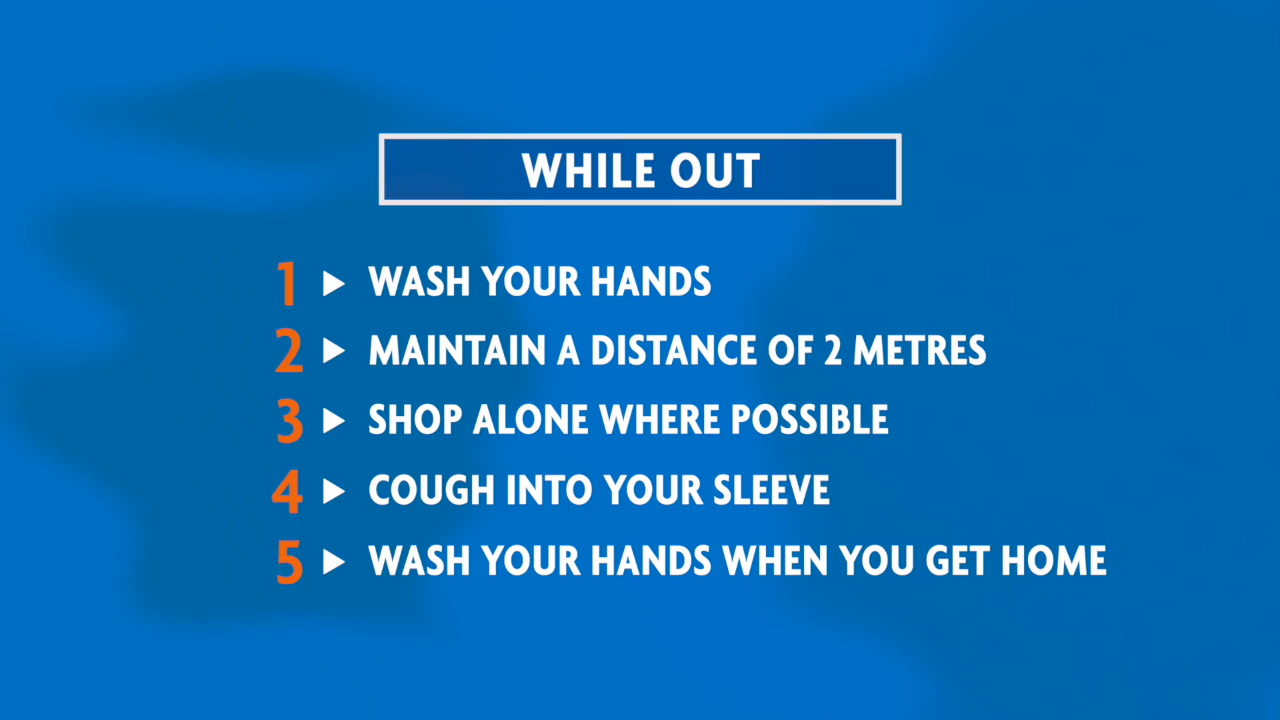 WHILE OUT
1 ▶ WASH YOUR HANDS
2 ▶ MAINTAIN A DISTANCE OF 2 METRES
3 ▶ SHOP ALONE WHERE POSSIBLE
4 ▶ COUGH INTO YOUR SLEEVE
5 ▶ WASH YOUR HANDS WHEN YOU GET HOME